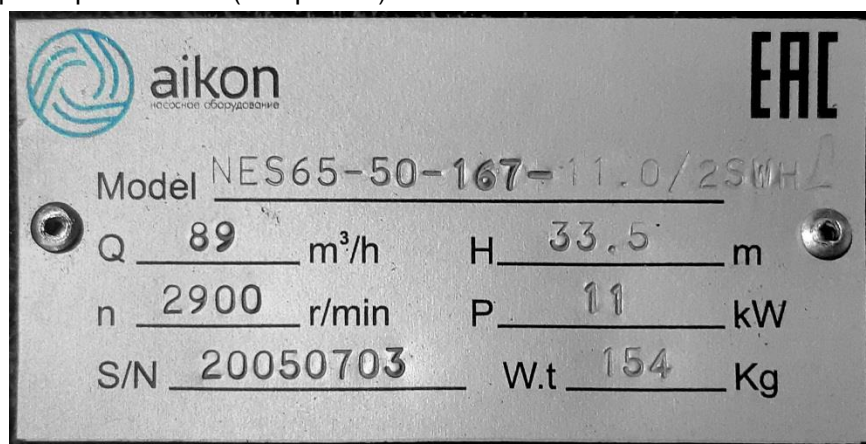 aikon
насосное оборудование
EAC
Model NES65-50-167-11.0/2SWHL
Q 89 m³/h H 33.5 m
n 2900 r/min P 11 kW
S/N 20050703 W.t 154 Kg